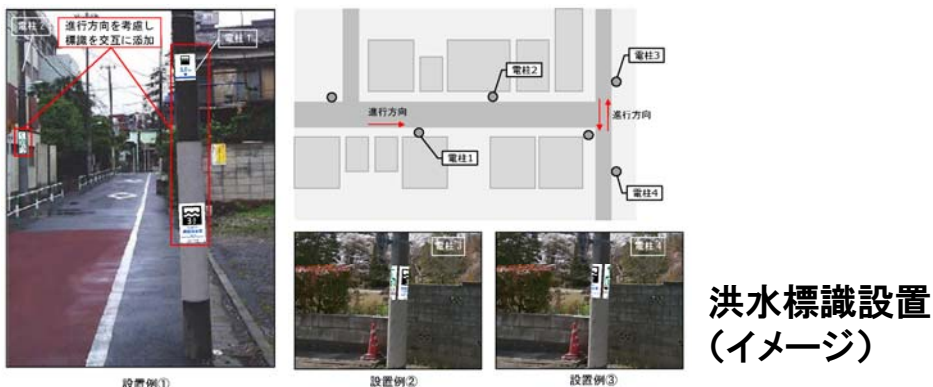 電柱2
進行方向を考慮し
標識を交互に添加
電柱1
設置例①
電柱3
電柱2
進行方向
進行方向
電柱1
電柱4
電柱3
設置例②
電柱4
設置例③
洪水標識設置
（イメージ）